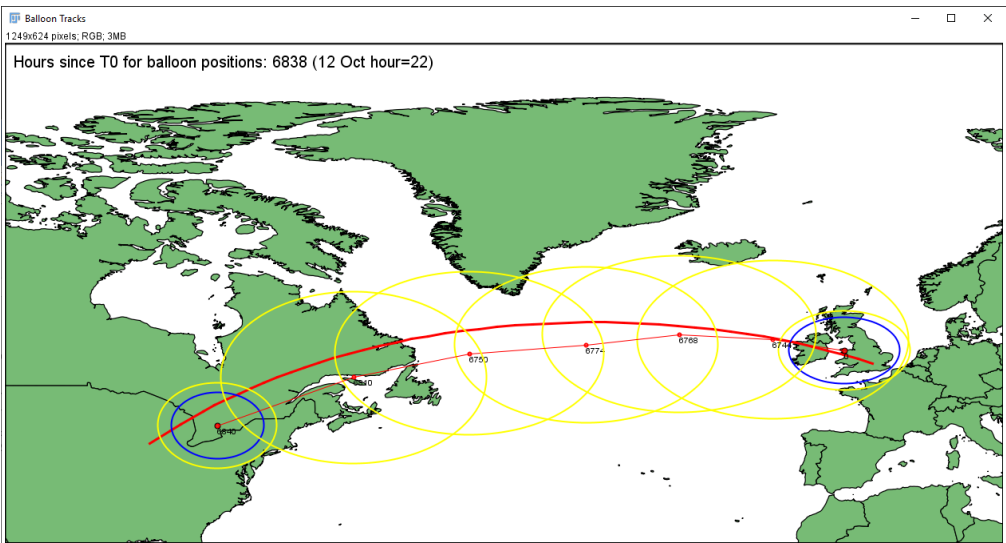 Balloon Tracks
1249x624 pixels; RGB; 3MB
Hours since T0 for balloon positions: 6838 (12 Oct hour=22)
6768
6774
6750